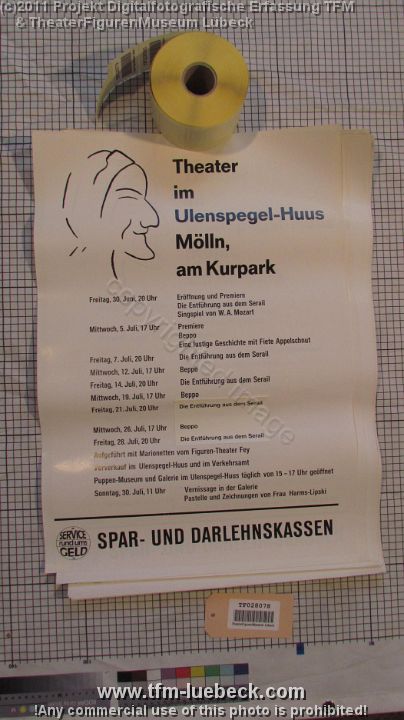 (c)2011 Projekt Digitalfotografische Erfassung TFM
& TheaterFigurenMuseum Lübeck
Theater
im
Ulenspegel-Huus
Mölln,
am Kurpark
Freitag, 30. Juni, 20 Uhr Eröffnung und Premiere
Die Entführung aus dem Serail
Singspiel von W. A. Mozart
Mittwoch, 5. Juli, 17 Uhr Premiere
Beppo
Eine lustige Geschichte mit Fiete Appelschnut
Freitag, 7. Juli, 20 Uhr Die Entführung aus dem Serail
Mittwoch, 12. Juli, 17 Uhr Beppo
Freitag, 14. Juli, 20 Uhr Die Entführung aus dem Serail
Mittwoch, 19. Juli, 17 Uhr Beppo
Freitag, 21. Juli, 20 Uhr Die Entführung aus dem Serail
Mittwoch, 26. Juli, 17 Uhr Beppo
Freitag, 28. Juli, 20 Uhr Die Entführung aus dem Serail
Aufgeführt mit Marionetten vom Figuren-Theater Fey
Vorverkauf im Ulenspegel-Huus und im Verkehrsamt
Puppen-Museum und Galerie im Ulenspegel-Huus täglich von 15 – 17 Uhr geöffnet
Sonntag, 30. Juli, 11 Uhr Vernissage in der Galerie
Pastelle und Zeichnungen von Frau Harms-Lipski
SERVICE
rund ums
GELD
SPAR- UND DARLEHNSKASSEN
copyrighted image
TF028078
www.tfm-luebeck.com
!Any commercial use of this photo is prohibited!